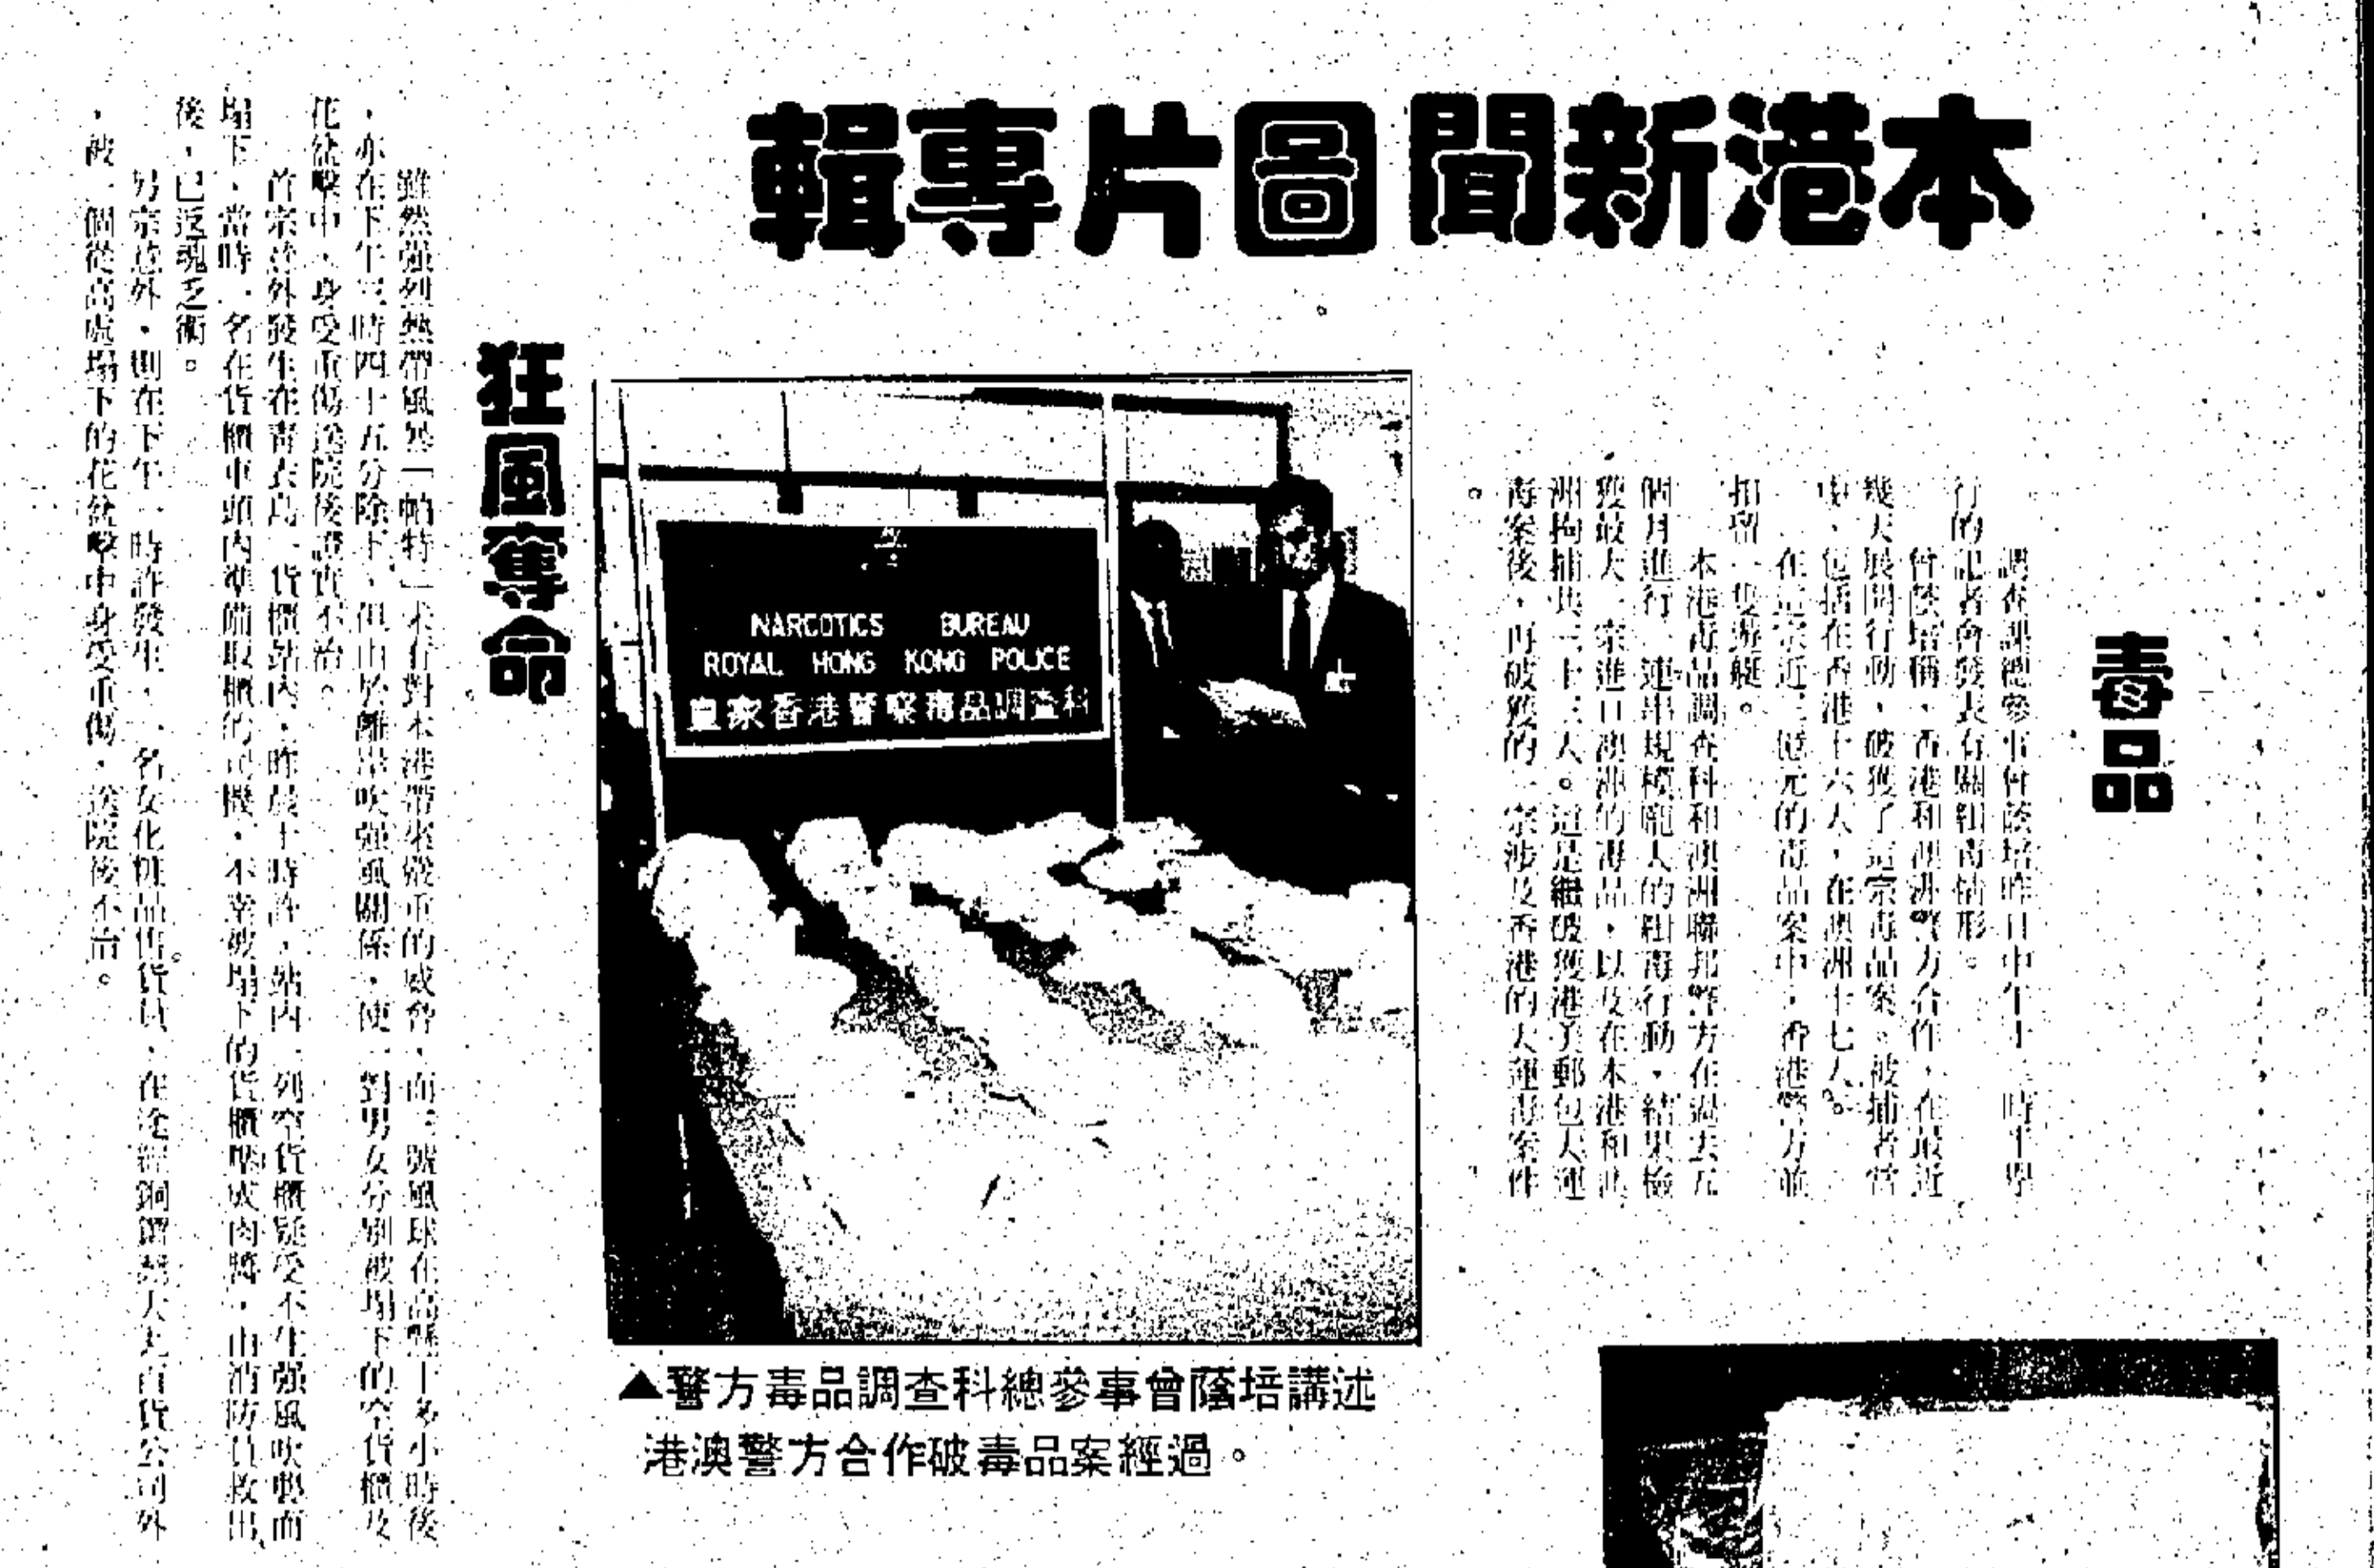 本港新聞圖片專輯
毒品
調查課總參事曾蔭培昨日中午十二時半舉
行的記者會發表有關緝毒情形。
曾蔭培稱，香港和澳洲警方合作，在最近
幾天展開行動，破獲了這宗毒品案。被捕者當
中，包括在香港十六人，在澳洲十七人。
在這宗近三億元的毒品案中，香港警方並
扣留一隻遊艇。
本港毒品調查科和澳洲聯邦警方在過去五
個月進行一連串規模龐大的緝毒行動，結果檢
獲最大一宗進口澳洲的毒品，以及在本港和澳
洲拘捕共三十三人。這是繼破獲港美郵包大運
毒案後，再破獲的一宗涉及香港的大運毒案件
。
NARCOTICS BUREAU
ROYAL HONG KONG POLICE
皇家香港警察毒品調查科
▲警方毒品調查科總參事曾蔭培講述
港澳警方合作破毒品案經過。
狂風奪命
雖然強烈熱帶風暴「帕特」未有對本港帶來嚴重的威脅，而三號風球在高懸十多小時後
，亦在下午三時四十五分除下，但由於離岸吹強風關係，使一對男女分別被塌下的空貨櫃及
花盆擊中，身受重傷送院後證實不治。
首宗意外發生在青衣島一貨櫃站內，昨晨十時許，站內一列空貨櫃疑受不住強風吹襲而
塌下，當時一名在貨櫃車頭內準備取櫃的司機，不幸被塌下的貨櫃壓成肉醬，由消防員救出
後，已返魂乏術。
另宗意外，則在下午一時許發生，一名女化粧品售貨員，在途經銅鑼灣大丸百貨公司外
，被一個從高處塌下的花盆擊中身受重傷，送院後不治。